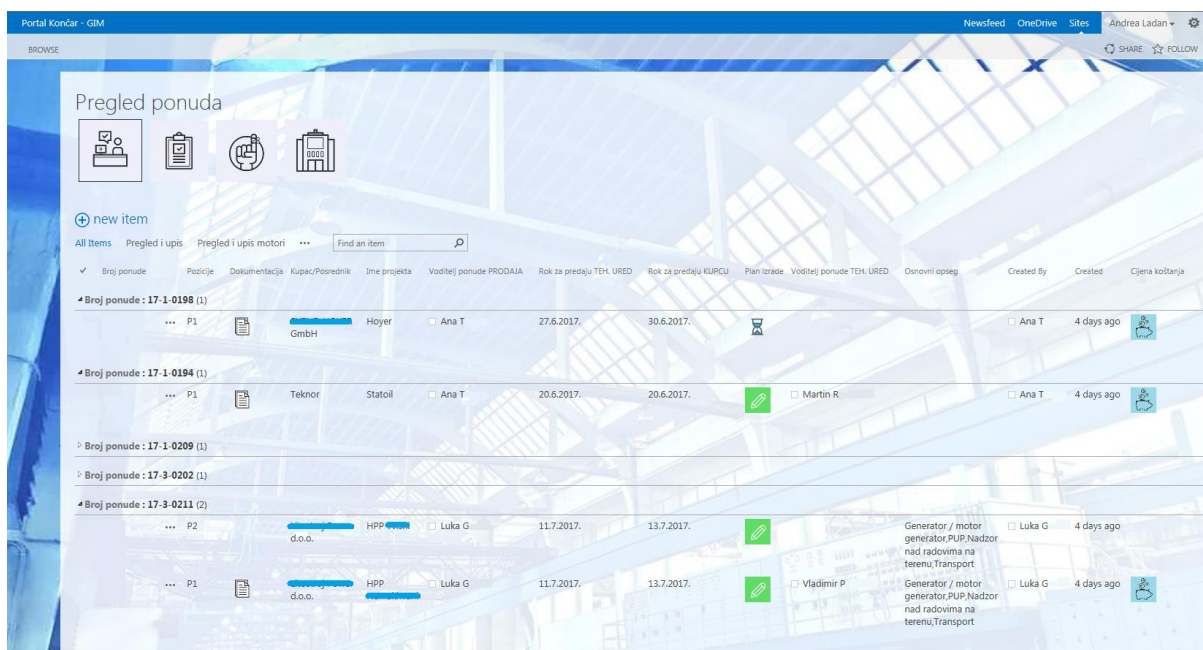 Portal Končar - GIM Newsfeed OneDrive Sites Andrea Ladan
BROWSE SHARE FOLLOW
Pregled ponuda
new item
All Items Pregled i upis Pregled i upis motori ... Find an item
Broj ponude Pozicije Dokumentacija Kupac/Posrednik Ime projekta Voditelj ponude PRODAJA Rok za predaju TEH. URED Rok za predaju KUPCU Plan izrade Voditelj ponude TEH. URED Osnovni opseg Created By Created Cijena koštanja
Broj ponude : 17-1-0198 (1)
... P1 Hoyer Ana T 27.6.2017. 30.6.2017. Ana T 4 days ago
GmbH
Broj ponude : 17-1-0194 (1)
... P1 Teknor Statoil Ana T 20.6.2017. 20.6.2017. Martin R Ana T 4 days ago
Broj ponude : 17-1-0209 (1)
Broj ponude : 17-3-0202 (1)
Broj ponude : 17-3-0211 (2)
... P2 HPP Luka G 11.7.2017. 13.7.2017. Generator / motor Luka G 4 days ago
d.o.o. generator,PUP,Nadzor
nad radovima na
terenu,Transport
... P1 HPP Luka G 11.7.2017. 13.7.2017. Vladimir P Generator / motor Luka G 4 days ago
d.o.o. generator,PUP,Nadzor
nad radovima na
terenu,Transport